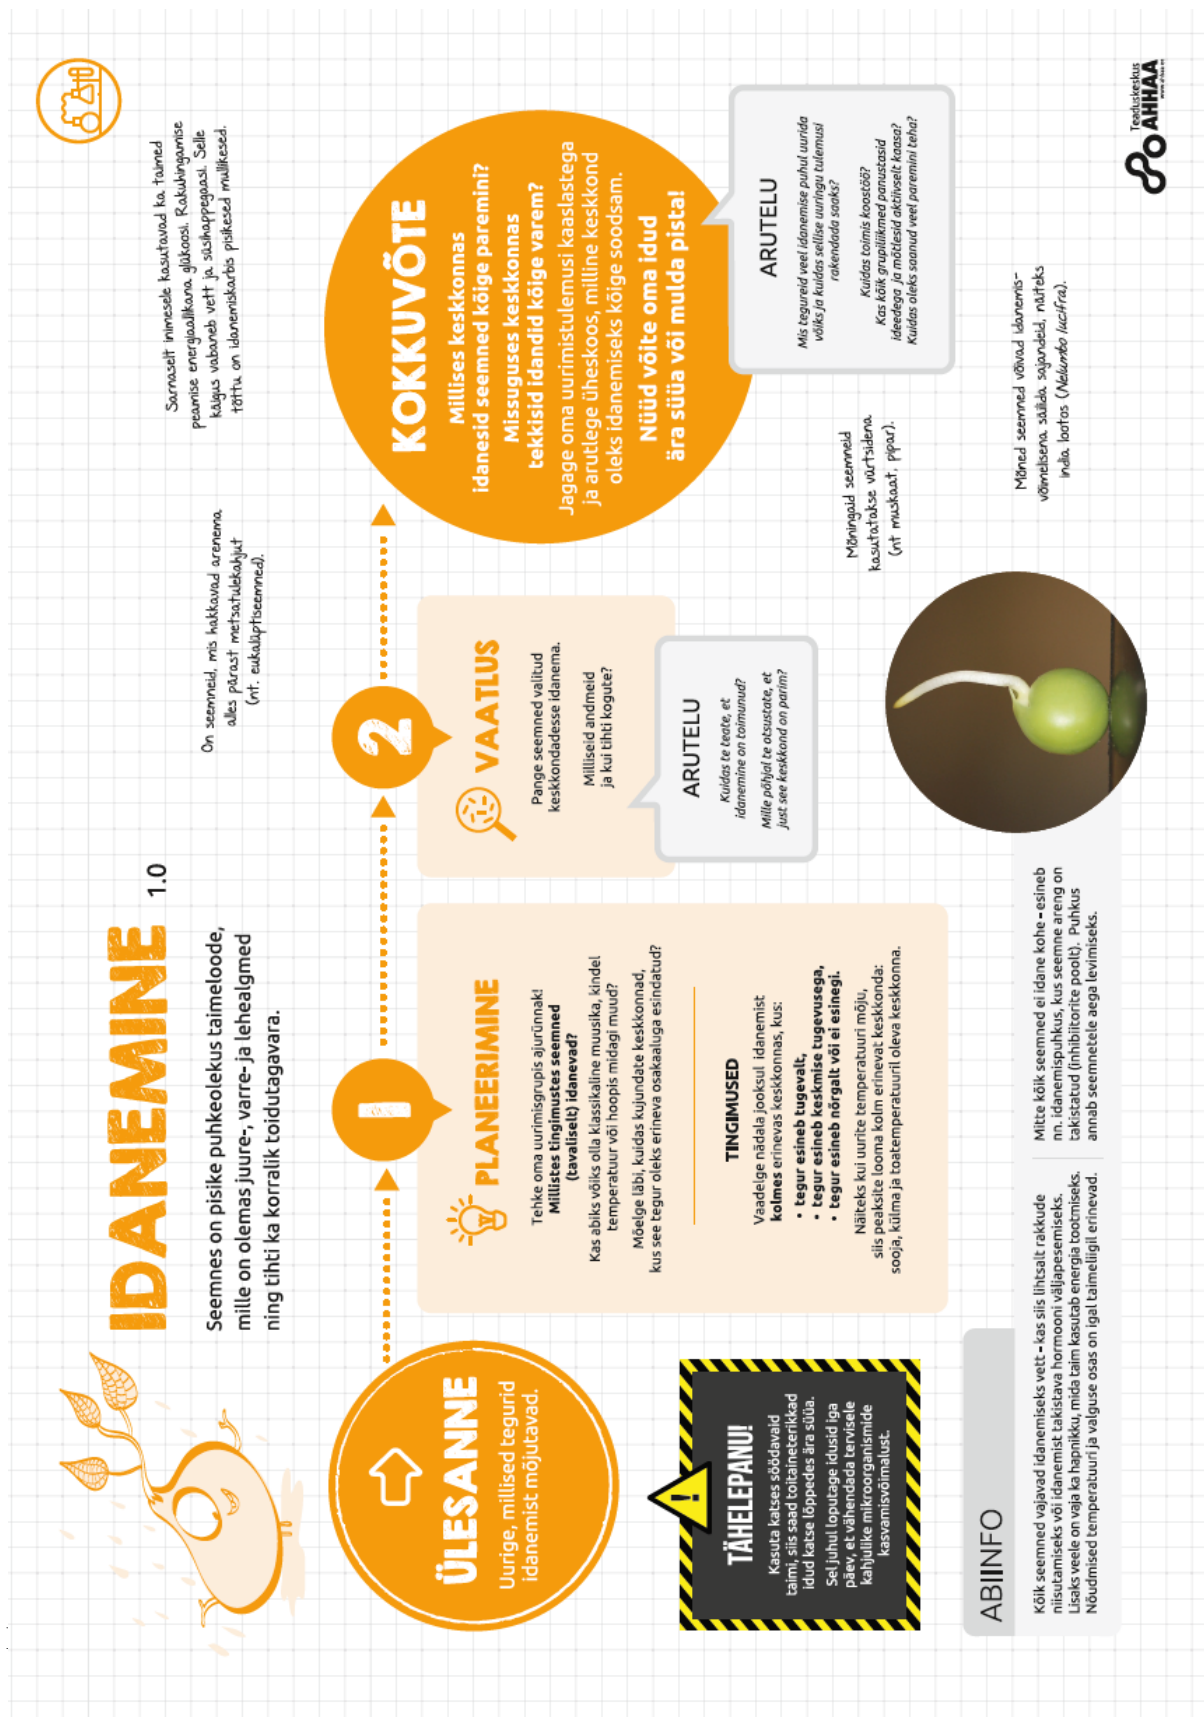 IDANEMINE 1.0
Seemnes on pisike puhkeolekus taimeloode,
mille on olemas juure-, varre- ja lehealgmed
ning tihti ka korralik toidutagavara.
On seemneid, mis hakkavad arenema
alles pärast metsatulekahjut
(nt. eukalüptiseemned).
Sarnaselt inimesele kasutavad ka taimed
peamise energiaallikana glükoosi. Rakuhingamise
käigus vabaneb vett ja süsihappegaasi. Selle
tõttu on idanemiskarbis pisikesed mullikesed.
ÜLESANNE
Uurige, millised tegurid
idanemist mõjutavad.
1
PLANEERIMINE
Tehke oma uurimisgrupis ajurünnak!
Millistes tingimustes seemned
(tavaliselt) idanevad?
Kas abiks võiks olla klassikaline muusika, kindel
temperatuur või hoopis midagi muud?
Mõelge läbi, kuidas kujundate keskkonnad,
kus see tegur oleks erineva osakaaluga esindatud?
TINGIMUSED
Vaadelge nädala jooksul idanemist
kolmes erinevas keskkonnas, kus:
• tegur esineb tugevalt,
• tegur esineb keskmise tugevusega,
• tegur esineb nõrgalt või ei esinegi.
Näiteks kui uurite temperatuuri mõju,
siis peaksite looma kolm erinevat keskkonda:
sooja, külma ja toatemperatuuril oleva keskkonna.
2
VAATLUS
Pange seemned valitud
keskkondadesse idanema.
Milliseid andmeid
ja kui tihti kogute?
ARUTELU
Kuidas te teate, et
idanemine on toimunud?
Mille põhjal te otsustate, et
just see keskkond on parim?
KOKKUVÕTE
Millises keskkonnas
idanesid seemned kõige paremini?
Missuguses keskkonnas
tekkisid idandid kõige varem?
Jagage oma uurimistulemusi kaaslastega
ja arutlege üheskoos, milline keskkond
oleks idanemiseks kõige soodsam.
Nüüd võite oma idud
ära süüa või mulda pista!
ARUTELU
Mis tegureid veel idanemise puhul uurida
võiks ja kuidas sellise uuringu tulemusi
rakendada saaks?
Kuidas toimis koostöö?
Kas kõik grupiliikmed panustasid
ideedega ja mõtlesid aktiivselt kaasa?
Kuidas oleks saanud veel paremini teha?
TÄHELEPANU!
Kasuta katses söödavaid
taimi, siis saad toitaineterikkad
idud katse lõppedes ära süüa.
Sel juhul loputage idusid iga
päev, et vähendada tervisele
kahjulike mikroorganismide
kasvamisvõimalust.
Mõningaid seemneid
kasutatakse vürtsidena
(nt muskaat, pipar).
Mõned seemned võivad idanemis-
võimelisena säilida sajandeid, näiteks
india lootos (Nelumbo lucifra).
ABIINFO
Kõik seemned vajavad idanemiseks vett – kas siis lihtsalt rakkude
niisutamiseks või idanemist takistava hormooni väljapesemiseks.
Lisaks veele on vaja ka hapnikku, mida taim kasutab energia tootmiseks.
Nõudmised temperatuuri ja valguse osas on igal taimeliigil erinevad.
Mitte kõik seemned ei idane kohe – esineb
nn. idanemispuhkus, kus seemne areng on
takistatud (inhibiitorite poolt). Puhkus
annab seemnetele aega levimiseks.
Teaduskeskus
AHHAA
www.ahhaa.ee